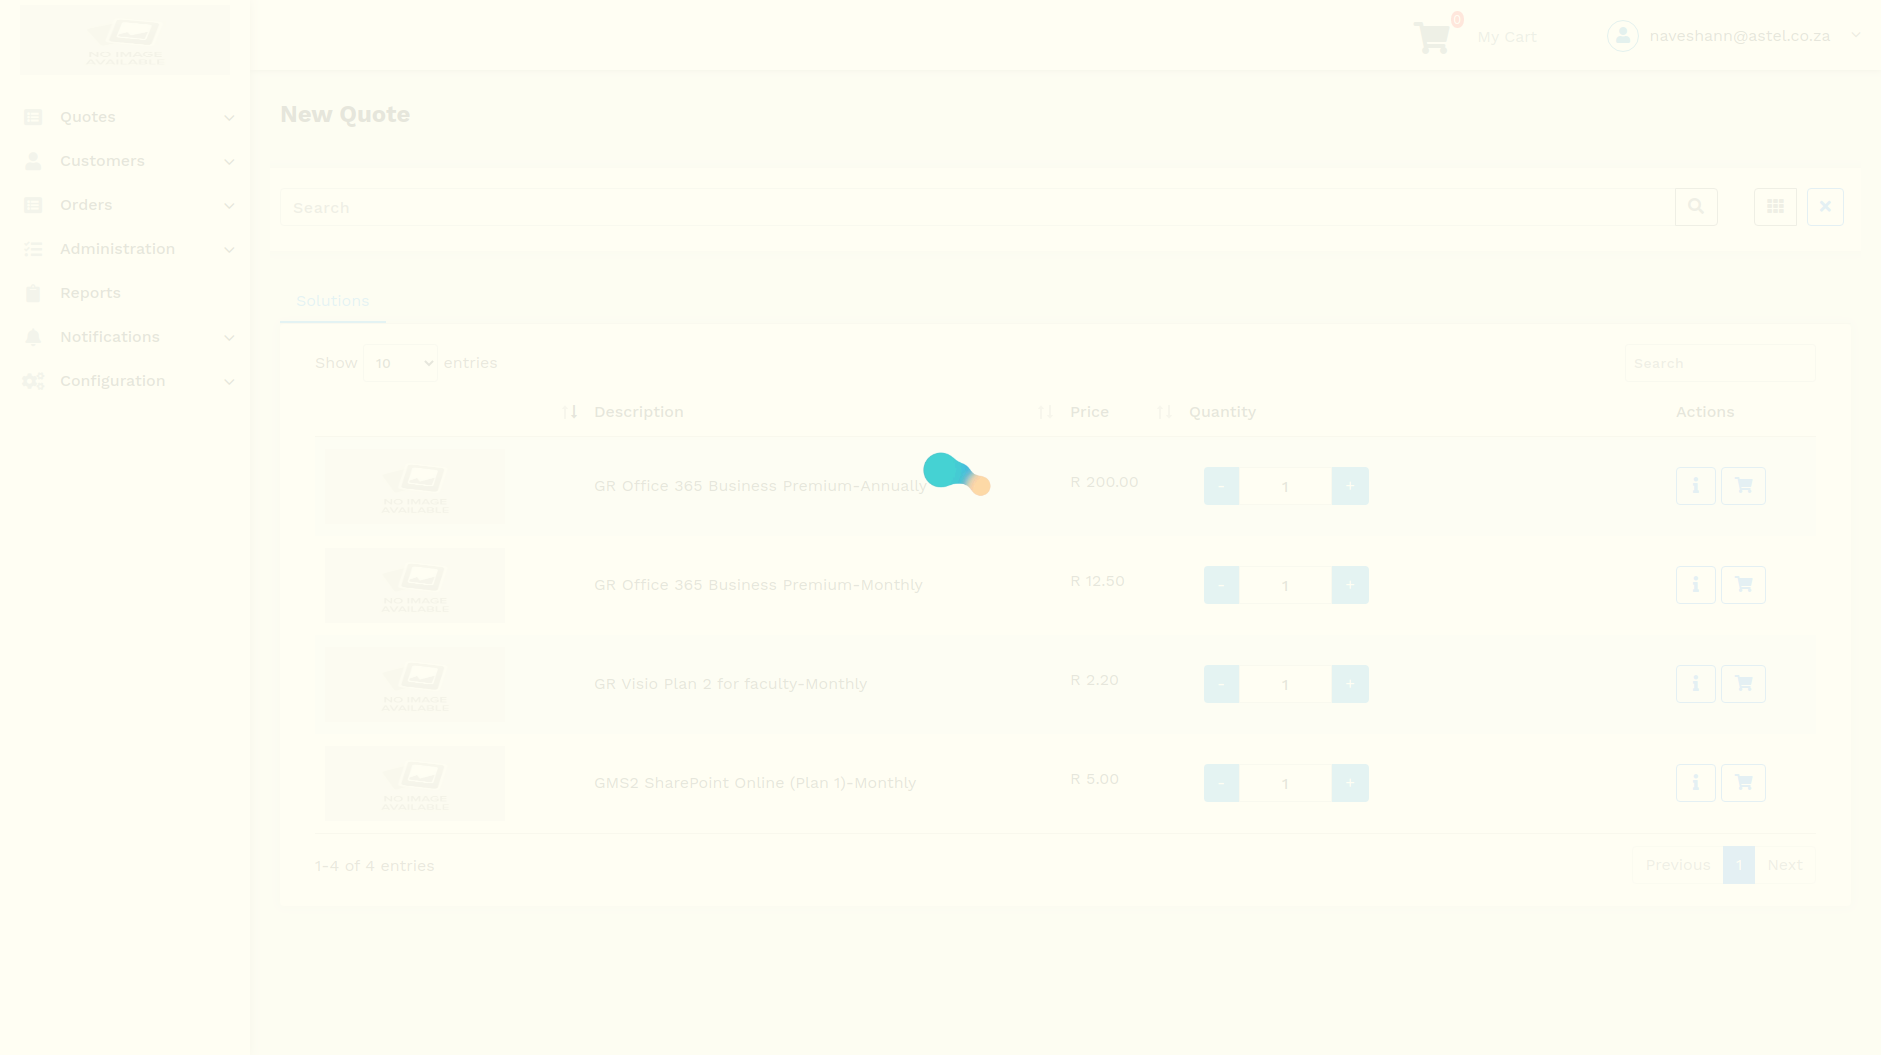 NO IMAGE
AVAILABLE
0
My Cart
naveshann@astel.co.za
Quotes
Customers
Orders
Administration
Reports
Notifications
Configuration
New Quote
Search
Solutions
Show 10 entries
Search
Description Price Quantity Actions
NO IMAGE
AVAILABLE
GR Office 365 Business Premium-Annually R 200.00 - 1 +
NO IMAGE
AVAILABLE
GR Office 365 Business Premium-Monthly R 12.50 - 1 +
NO IMAGE
AVAILABLE
GR Visio Plan 2 for faculty-Monthly R 2.20 - 1 +
NO IMAGE
AVAILABLE
GMS2 SharePoint Online (Plan 1)-Monthly R 5.00 - 1 +
1-4 of 4 entries
Previous 1 Next